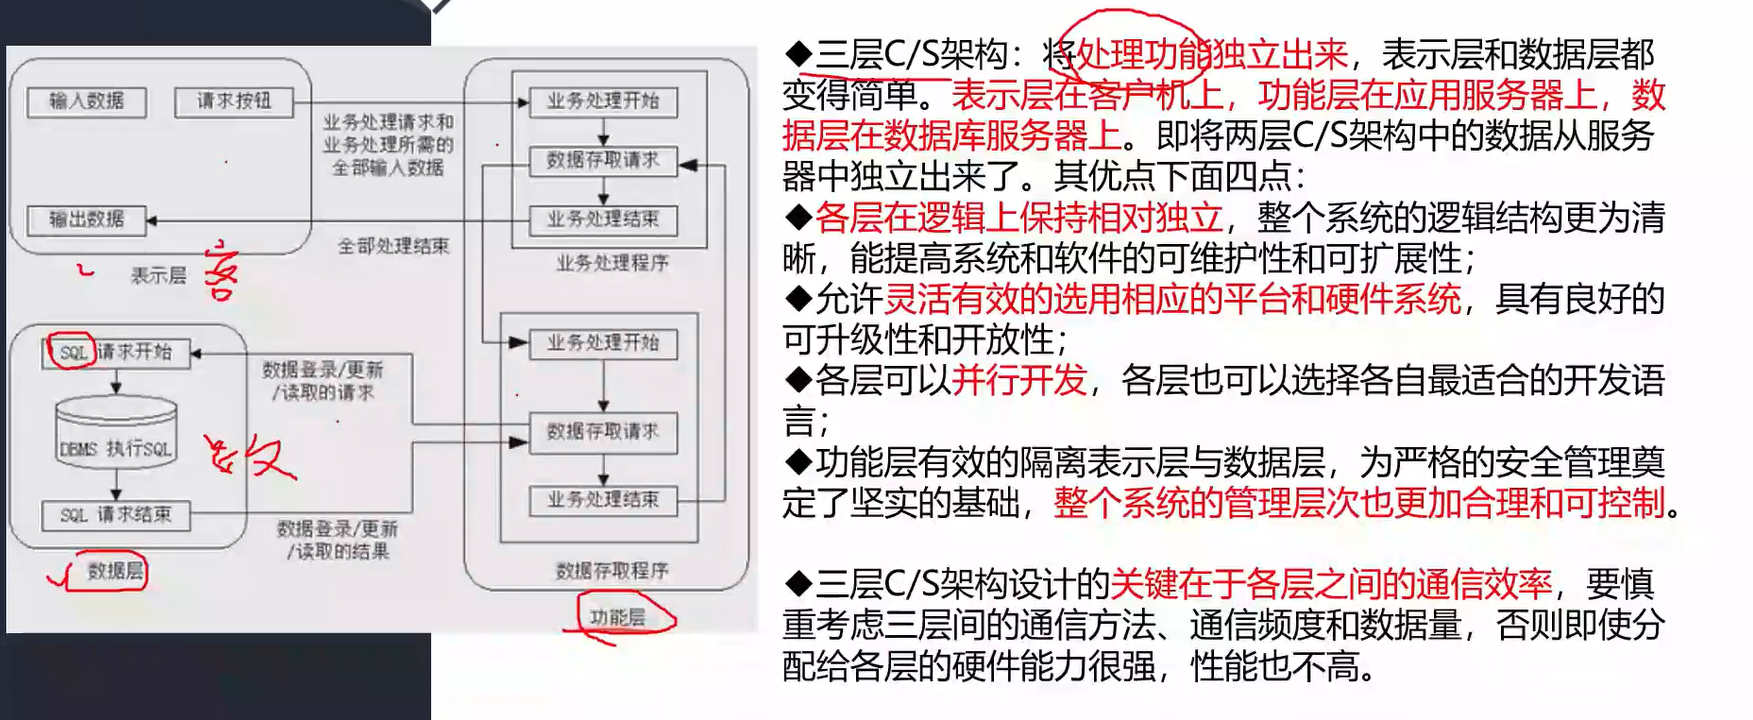 输入数据
请求按钮
业务处理请求和
业务处理所需的
全部输入数据
输出数据
全部处理结束
表示层
客
业务处理开始
数据存取请求
业务处理结束
业务处理程序
SQL 请求开始
数据登录/更新
/读取的请求
DBMS 执行SQL
SQL 请求结束
数据登录/更新
/读取的结果
数据层
业务处理开始
数据存取请求
业务处理结束
数据存取程序
功能层
◆三层C/S架构：将处理功能独立出来，表示层和数据层都
变得简单。表示层在客户机上，功能层在应用服务器上，数
据层在数据库服务器上。即将两层C/S架构中的数据从服务
器中独立出来了。其优点下面四点：
◆各层在逻辑上保持相对独立，整个系统的逻辑结构更为清
晰，能提高系统和软件的可维护性和可扩展性；
◆允许灵活有效的选用相应的平台和硬件系统，具有良好的
可升级性和开放性；
◆各层可以并行开发，各层也可以选择各自最适合的开发语
言；
◆功能层有效的隔离表示层与数据层，为严格的安全管理奠
定了坚实的基础，整个系统的管理层次也更加合理和可控制。
◆三层C/S架构设计的关键在于各层之间的通信效率，要慎
重考虑三层间的通信方法、通信频度和数据量，否则即使分
配给各层的硬件能力很强，性能也不高。